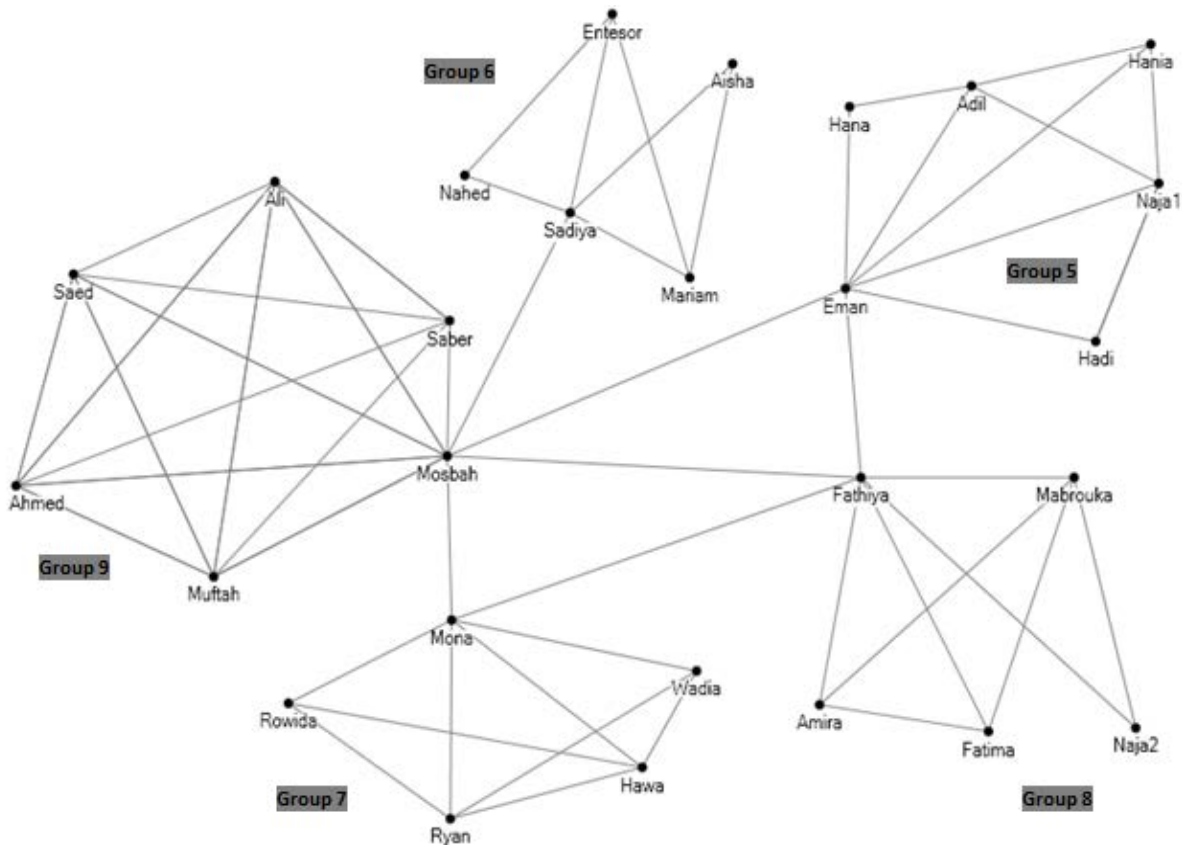 Entesor
Group 6
Aisha
Hania
Adil
Hana
Nahed
Ali
Naja1
Sadiya
Group 5
Mariam
Saed
Eman
Saber
Hadi
Mosbah
Ahmed
Fathiya
Mabrouka
Group 9
Muftah
Mona
Wadia
Rowida
Amira
Fatima
Naja2
Hawa
Group 7
Group 8
Ryan